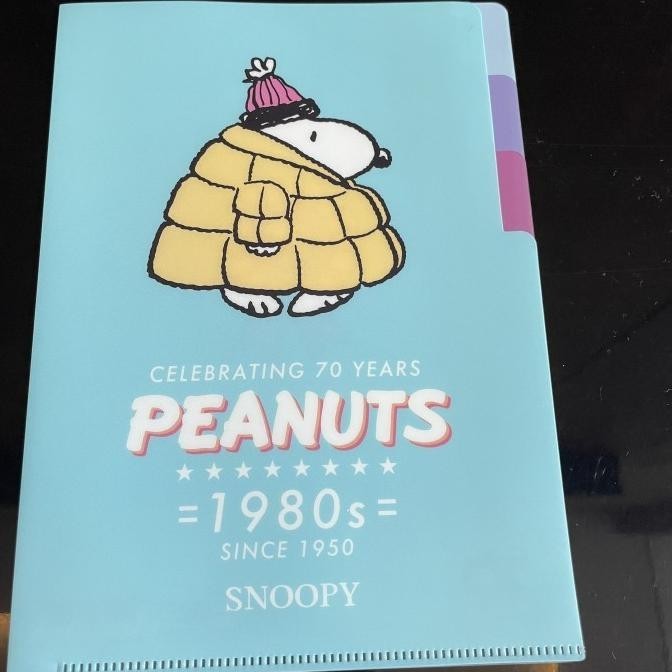 CELEBRATING 70 YEARS
PEANUTS
=1980s=
SINCE 1950
SNOOPY